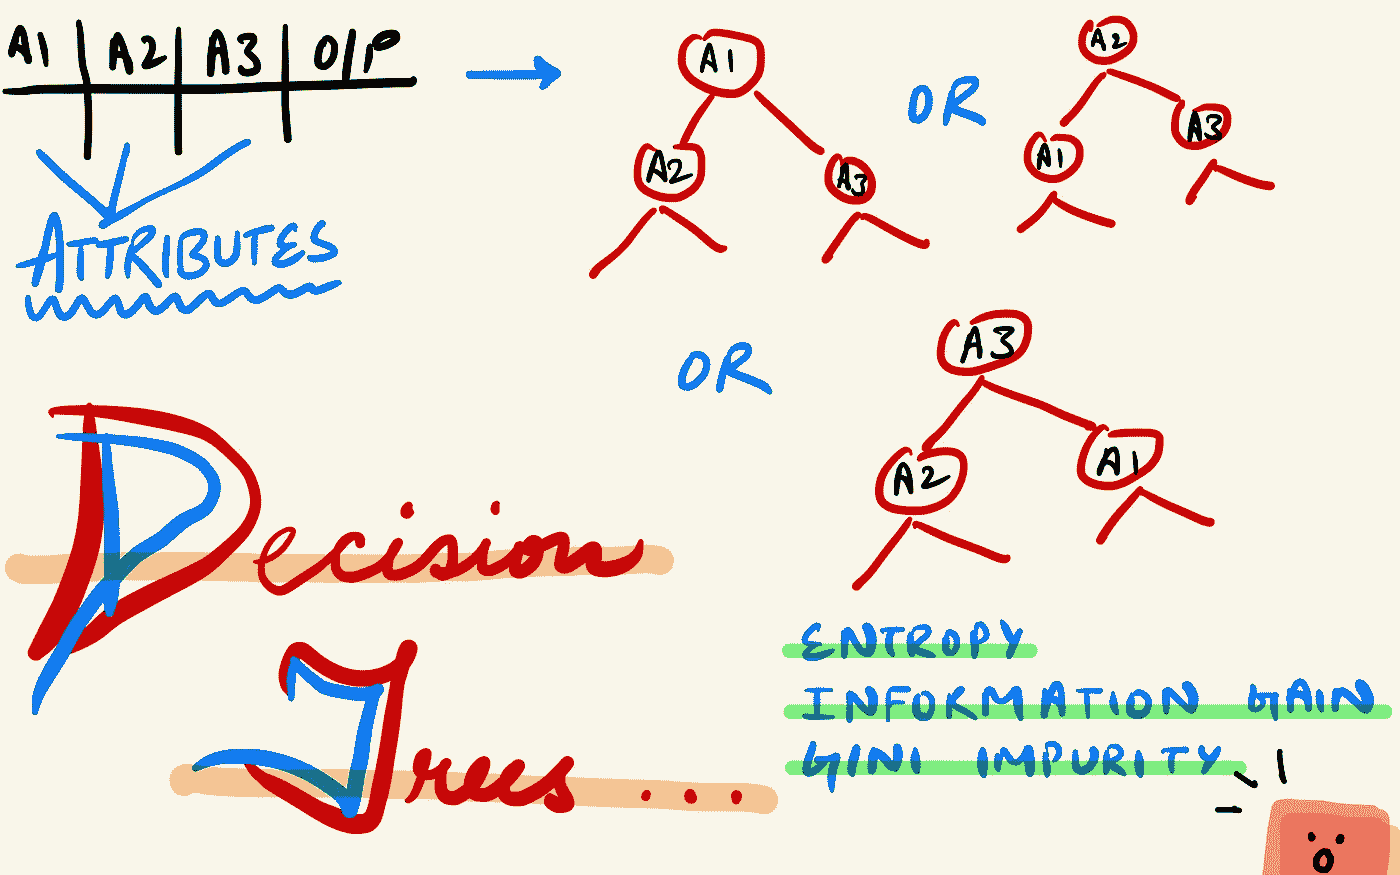 A1 A2 A3 O/P
ATTRIBUTES
A1
A2 A3
OR
A2
A1 A3
OR
A3
A2 A1
Decision
Trees ...
ENTROPY
INFORMATION GAIN
GINI IMPURITY